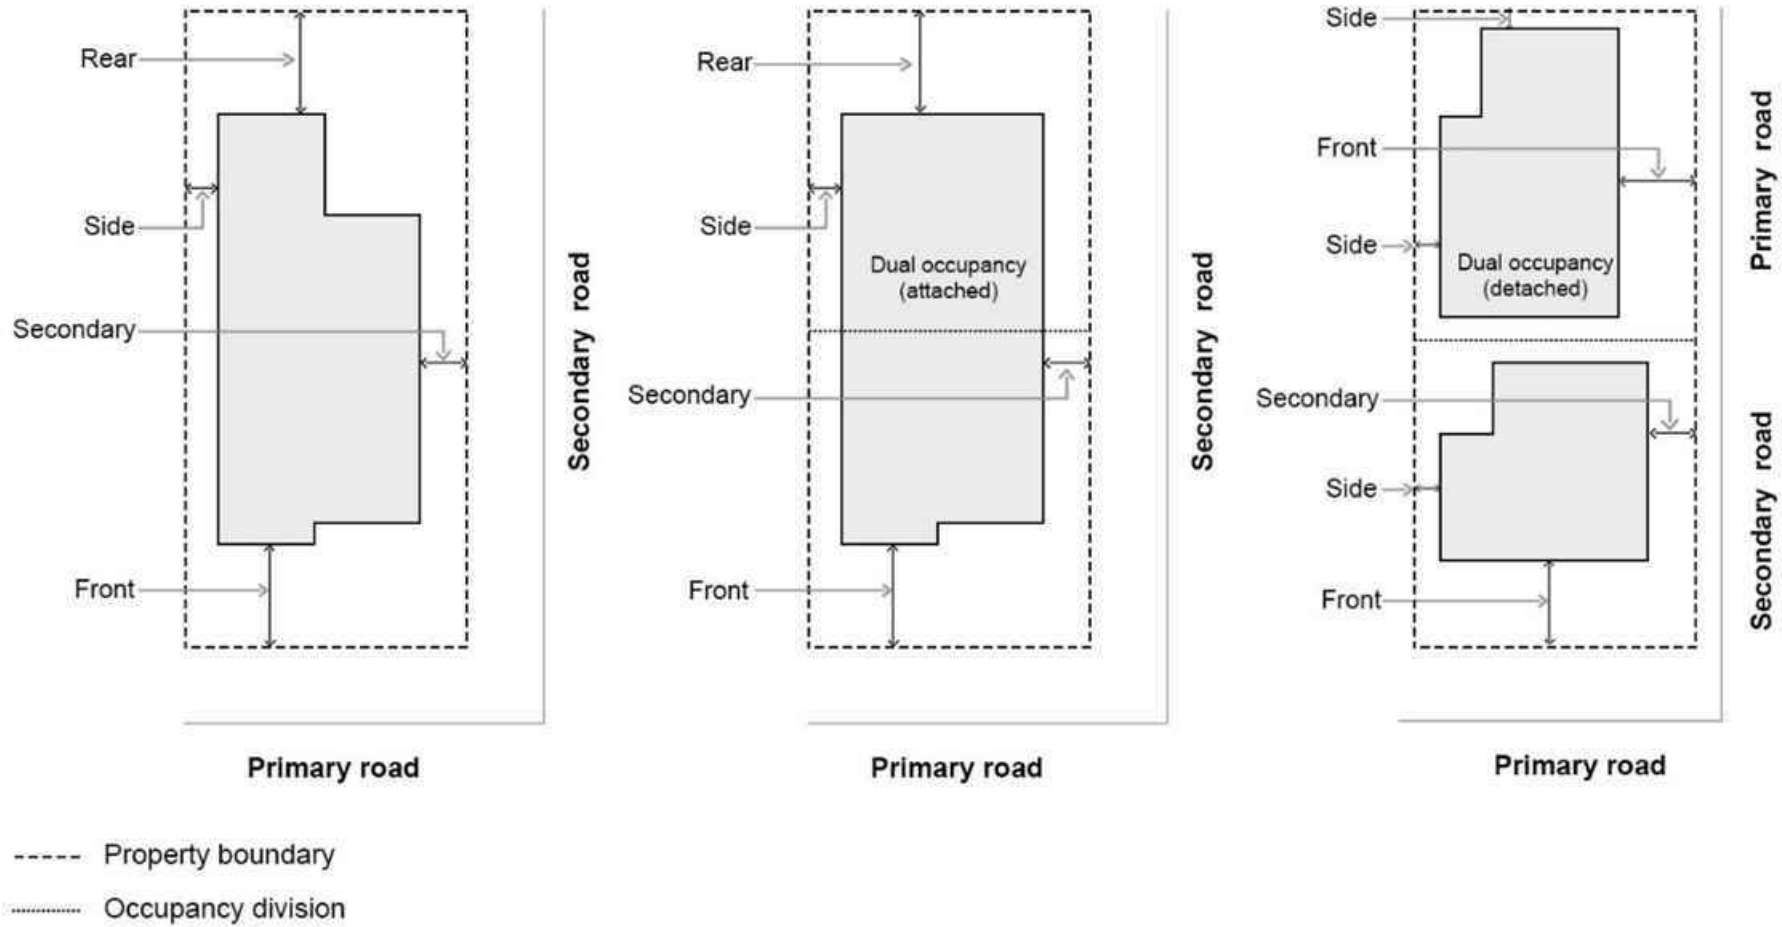 Rear
Side
Secondary
Front
Secondary road
Primary road
Rear
Side
Dual occupancy
(attached)
Secondary
Front
Secondary road
Primary road
Side
Front
Side
Dual occupancy
(detached)
Secondary
Side
Front
Primary road
Secondary road
Primary road
Property boundary
Occupancy division